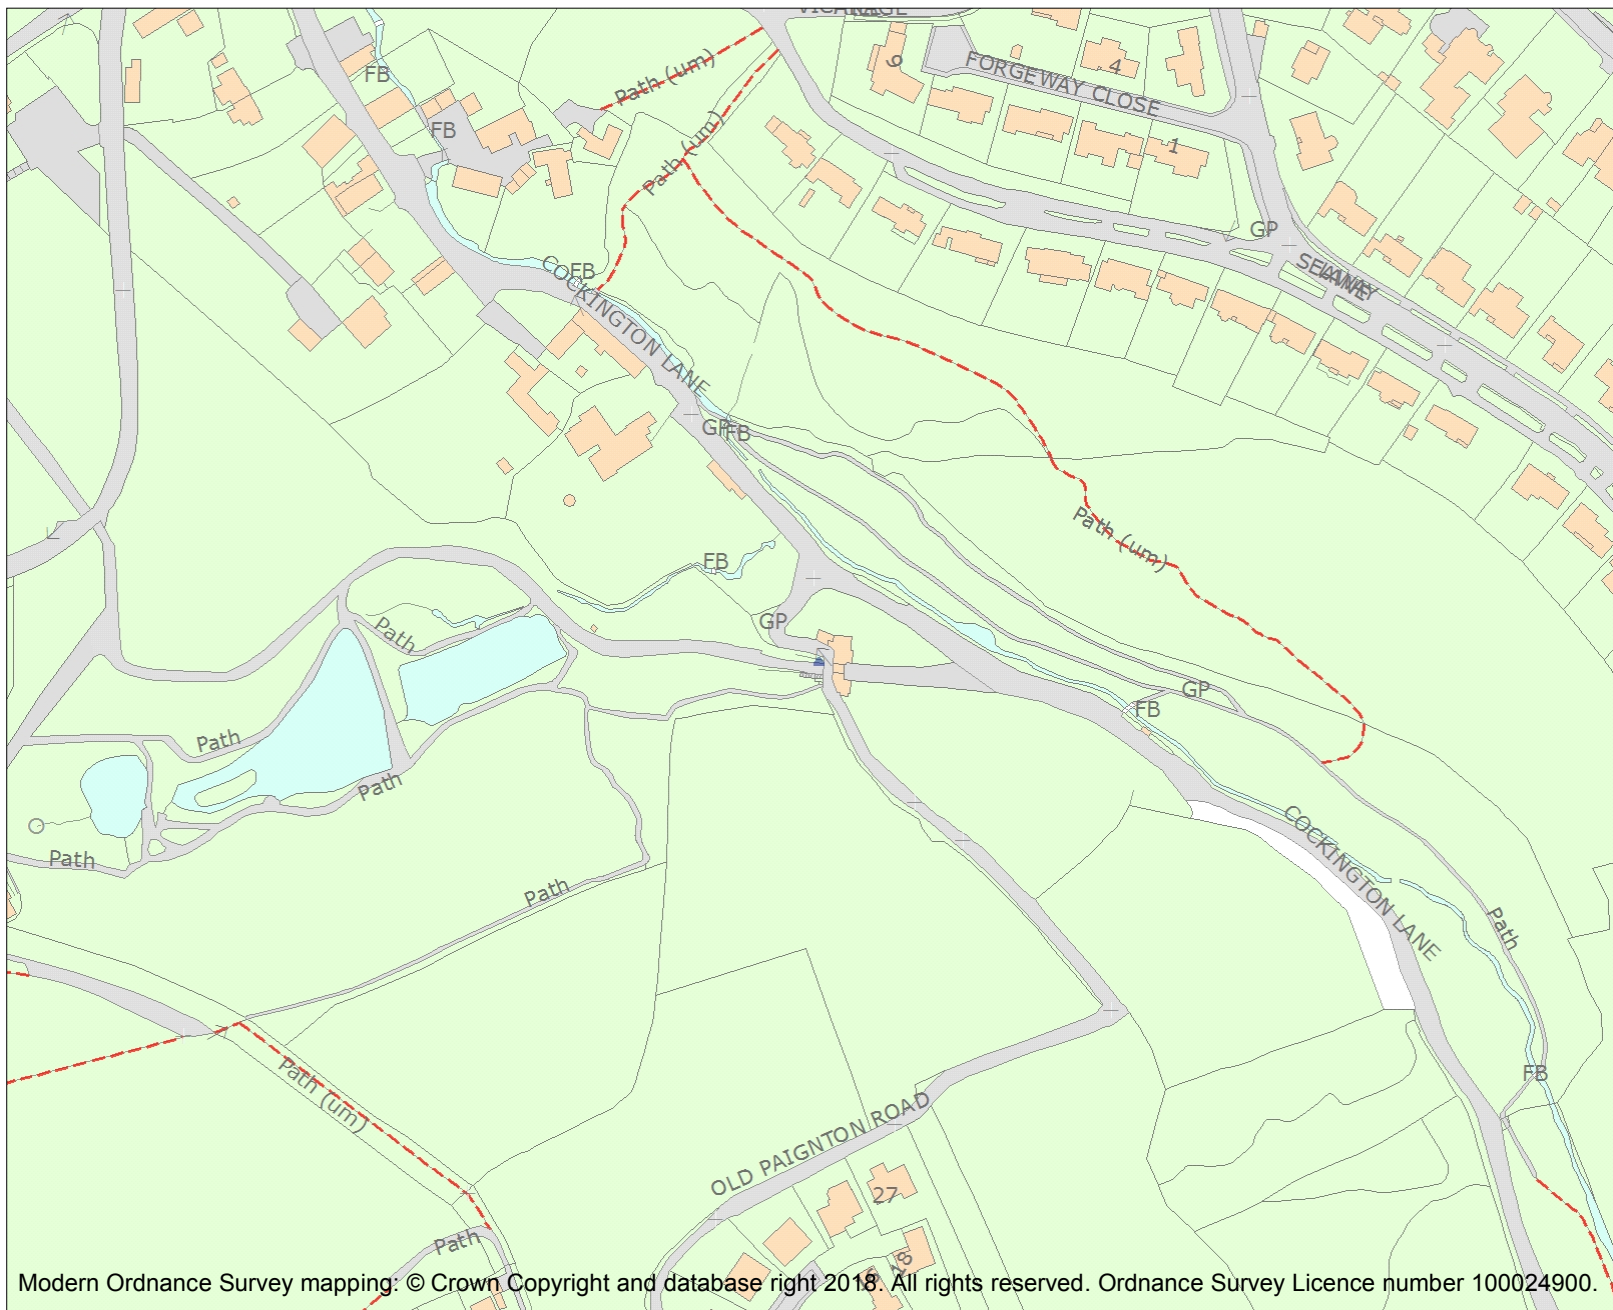 VICARAGE
FORGEWAY CLOSE
9
4
1
FB
Path (um)
FB
Path (um)
GP
SELWAY
LANE
FB
COCKINGTON LANE
GP
FB
Path (um)
FB
GP
Path
GP
FB
Path
Path
COCKINGTON LANE
Path
Path
Path
Path (um)
FB
OLD PAIGNTON ROAD
27
18
Path
Modern Ordnance Survey mapping: © Crown Copyright and database right 2018. All rights reserved. Ordnance Survey Licence number 100024900.